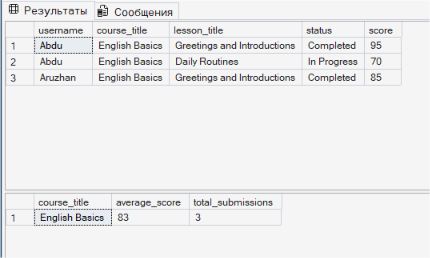 Результаты Сообщения
username course_title lesson_title status score
1 Abdu English Basics Greetings and Introductions Completed 95
2 Abdu English Basics Daily Routines In Progress 70
3 Aruzhan English Basics Greetings and Introductions Completed 85
course_title average_score total_submissions
1 English Basics 83 3